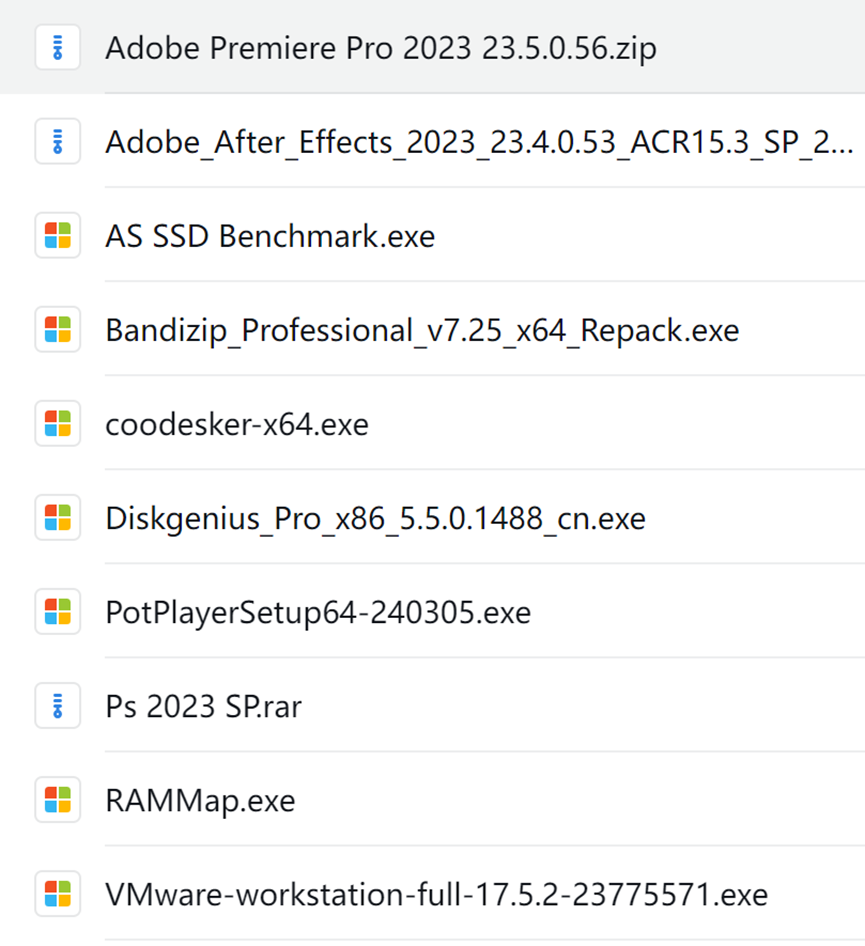 Adobe Premiere Pro 2023 23.5.0.56.zip
Adobe_After_Effects_2023_23.4.0.53_ACR15.3_SP_2...
AS SSD Benchmark.exe
Bandizip_Professional_v7.25_x64_Repack.exe
coodesker-x64.exe
Diskgenius_Pro_x86_5.5.0.1488_cn.exe
PotPlayerSetup64-240305.exe
Ps 2023 SP.rar
RAMMap.exe
VMware-workstation-full-17.5.2-23775571.exe